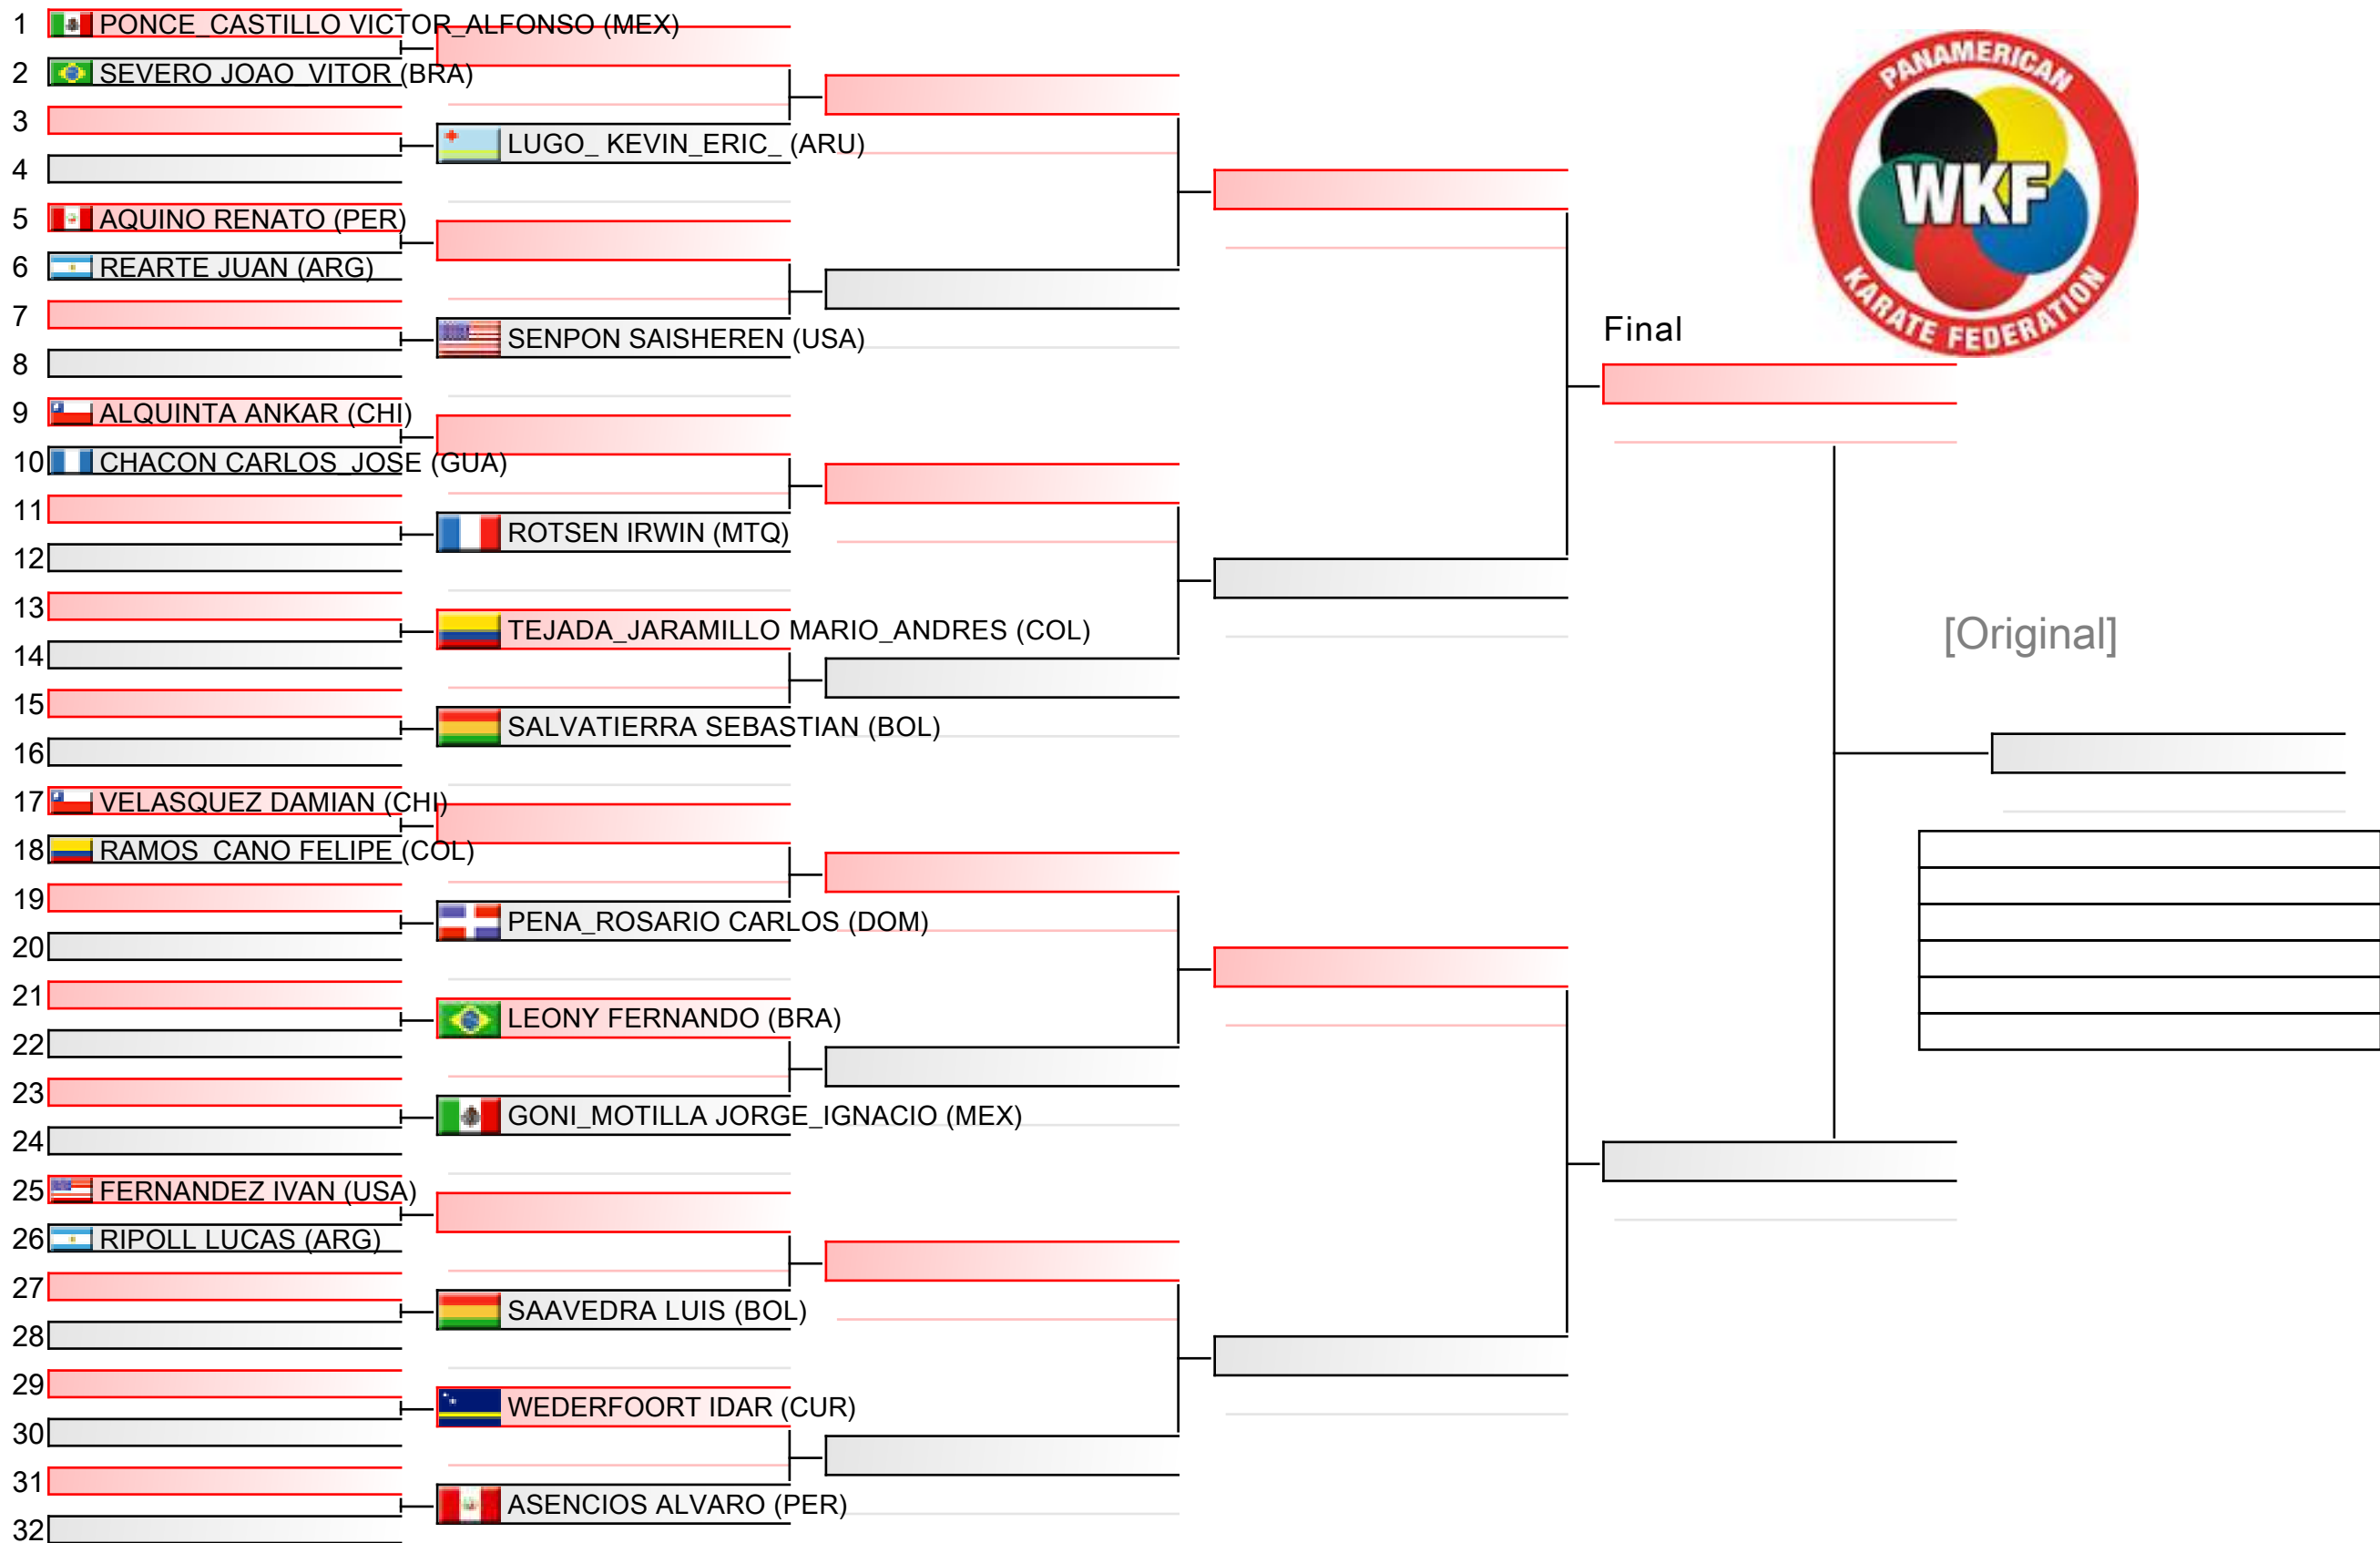 1 PONCE_CASTILLO VICTOR_ALFONSO (MEX)
2 SEVERO JOAO_VITOR (BRA)
3
LUGO_ KEVIN_ERIC_ (ARU)
4
5 AQUINO RENATO (PER)
6 REARTE JUAN (ARG)
7
SENPON SAISHEREN (USA)
8
9 ALQUINTA ANKAR (CHI)
10 CHACON CARLOS_JOSE (GUA)
11
ROTSEN IRWIN (MTQ)
12
13
TEJADA_JARAMILLO MARIO_ANDRES (COL)
14
15
SALVATIERRA SEBASTIAN (BOL)
16
17 VELASQUEZ DAMIAN (CHI)
18 RAMOS_CANO FELIPE (COL)
19
PENA_ROSARIO CARLOS (DOM)
20
21
LEONY FERNANDO (BRA)
22
23
GONI_MOTILLA JORGE_IGNACIO (MEX)
24
25 FERNANDEZ IVAN (USA)
26 RIPOLL LUCAS (ARG)
27
SAAVEDRA LUIS (BOL)
28
29
WEDERFOORT IDAR (CUR)
30
31
ASENCIOS ALVARO (PER)
32
PANAMERICAN
WKF
KARATE FEDERATION
Final
[Original]